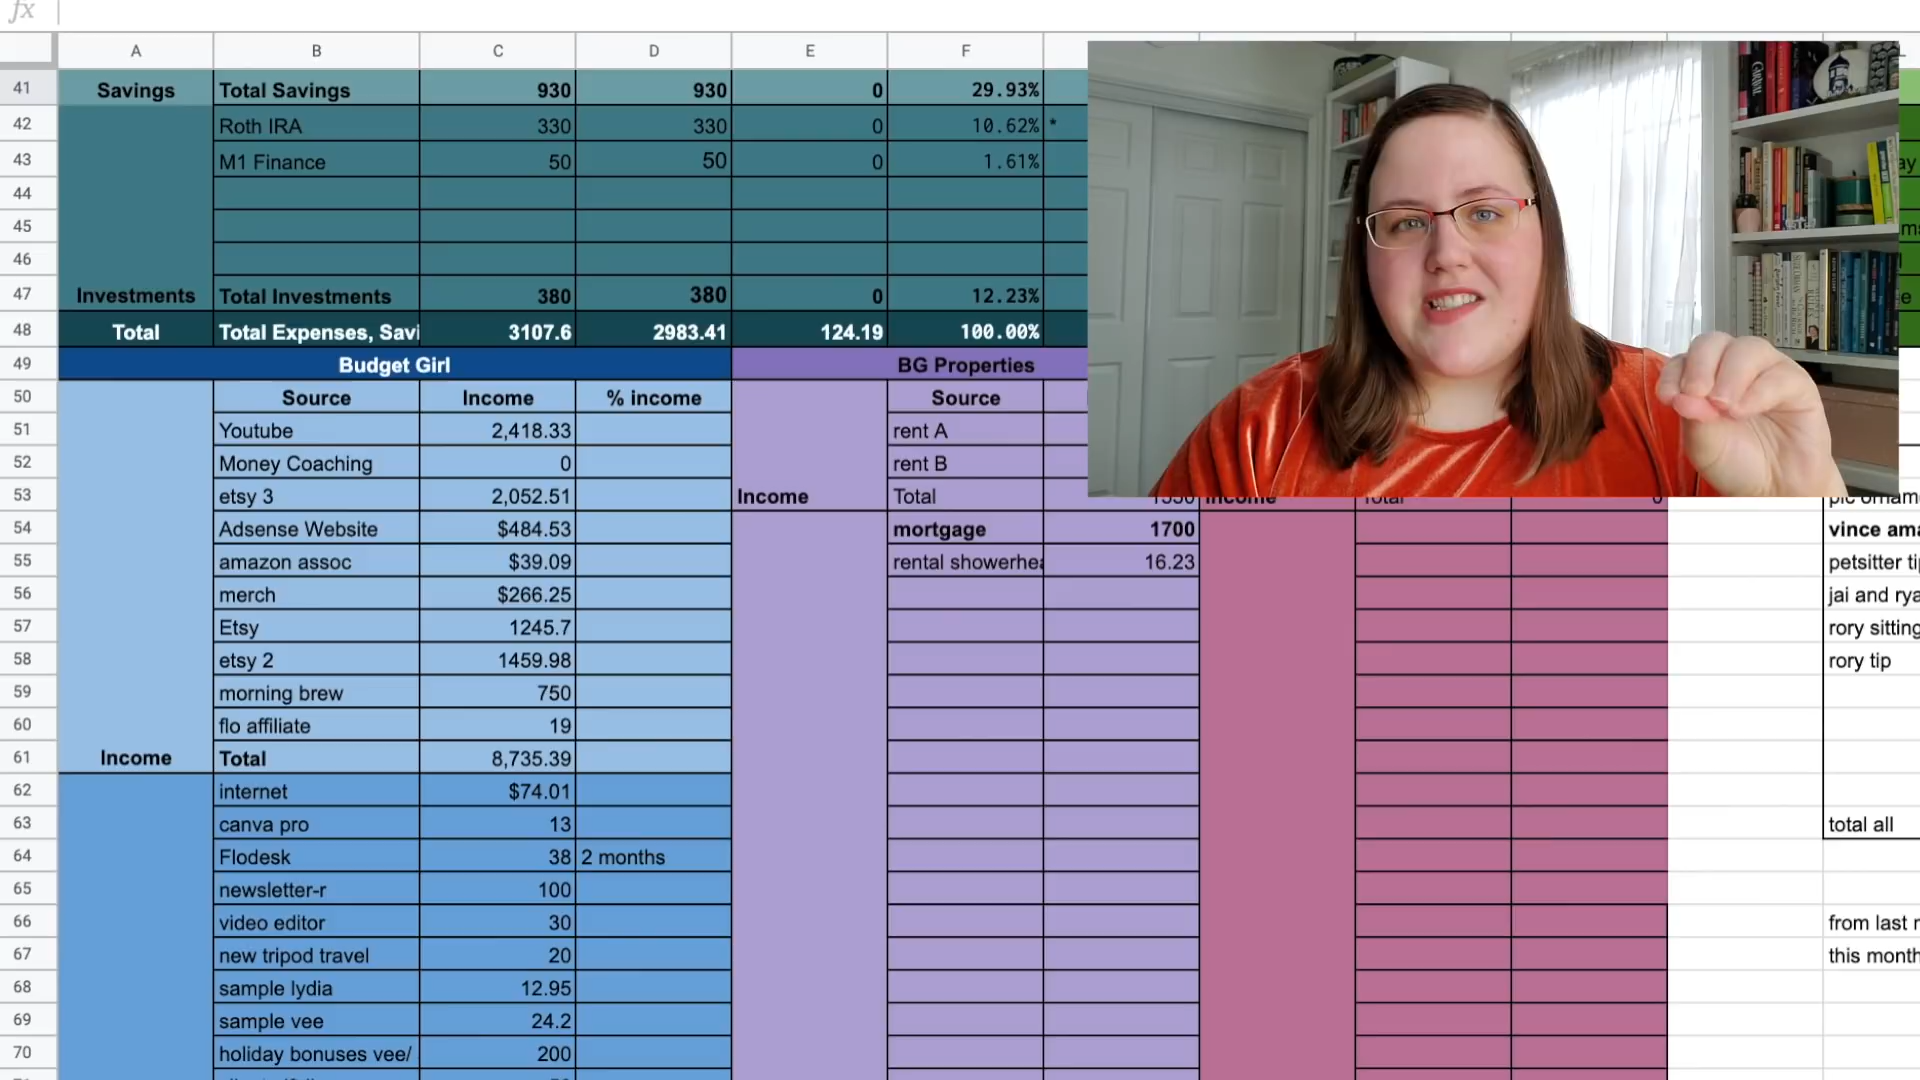 fx
A B C D E F
41 Savings Total Savings 930 930 0 29.93%
42 Roth IRA 330 330 0 10.62% *
43 M1 Finance 50 50 0 1.61%
44
45
46
47 Investments Total Investments 380 380 0 12.23%
48 Total Total Expenses, Savi 3107.6 2983.41 124.19 100.00%
49 Budget Girl BG Properties
50 Source Income % income Source
51 Youtube 2,418.33 rent A
52 Money Coaching 0 rent B
53 etsy 3 2,052.51 Income Total
54 Adsense Website $484.53 mortgage 1700 vince ama
55 amazon assoc $39.09 rental showerhea 16.23 petsitter tip
56 merch $266.25 jai and rya
57 Etsy 1245.7 rory sitting
58 etsy 2 1459.98 rory tip
59 morning brew 750
60 flo affiliate 19
61 Income Total 8,735.39
62 internet $74.01
63 canva pro 13 total all
64 Flodesk 38 2 months
65 newsletter-r 100
66 video editor 30 from last r
67 new tripod travel 20 this month
68 sample lydia 12.95
69 sample vee 24.2
70 holiday bonuses vee/ 200